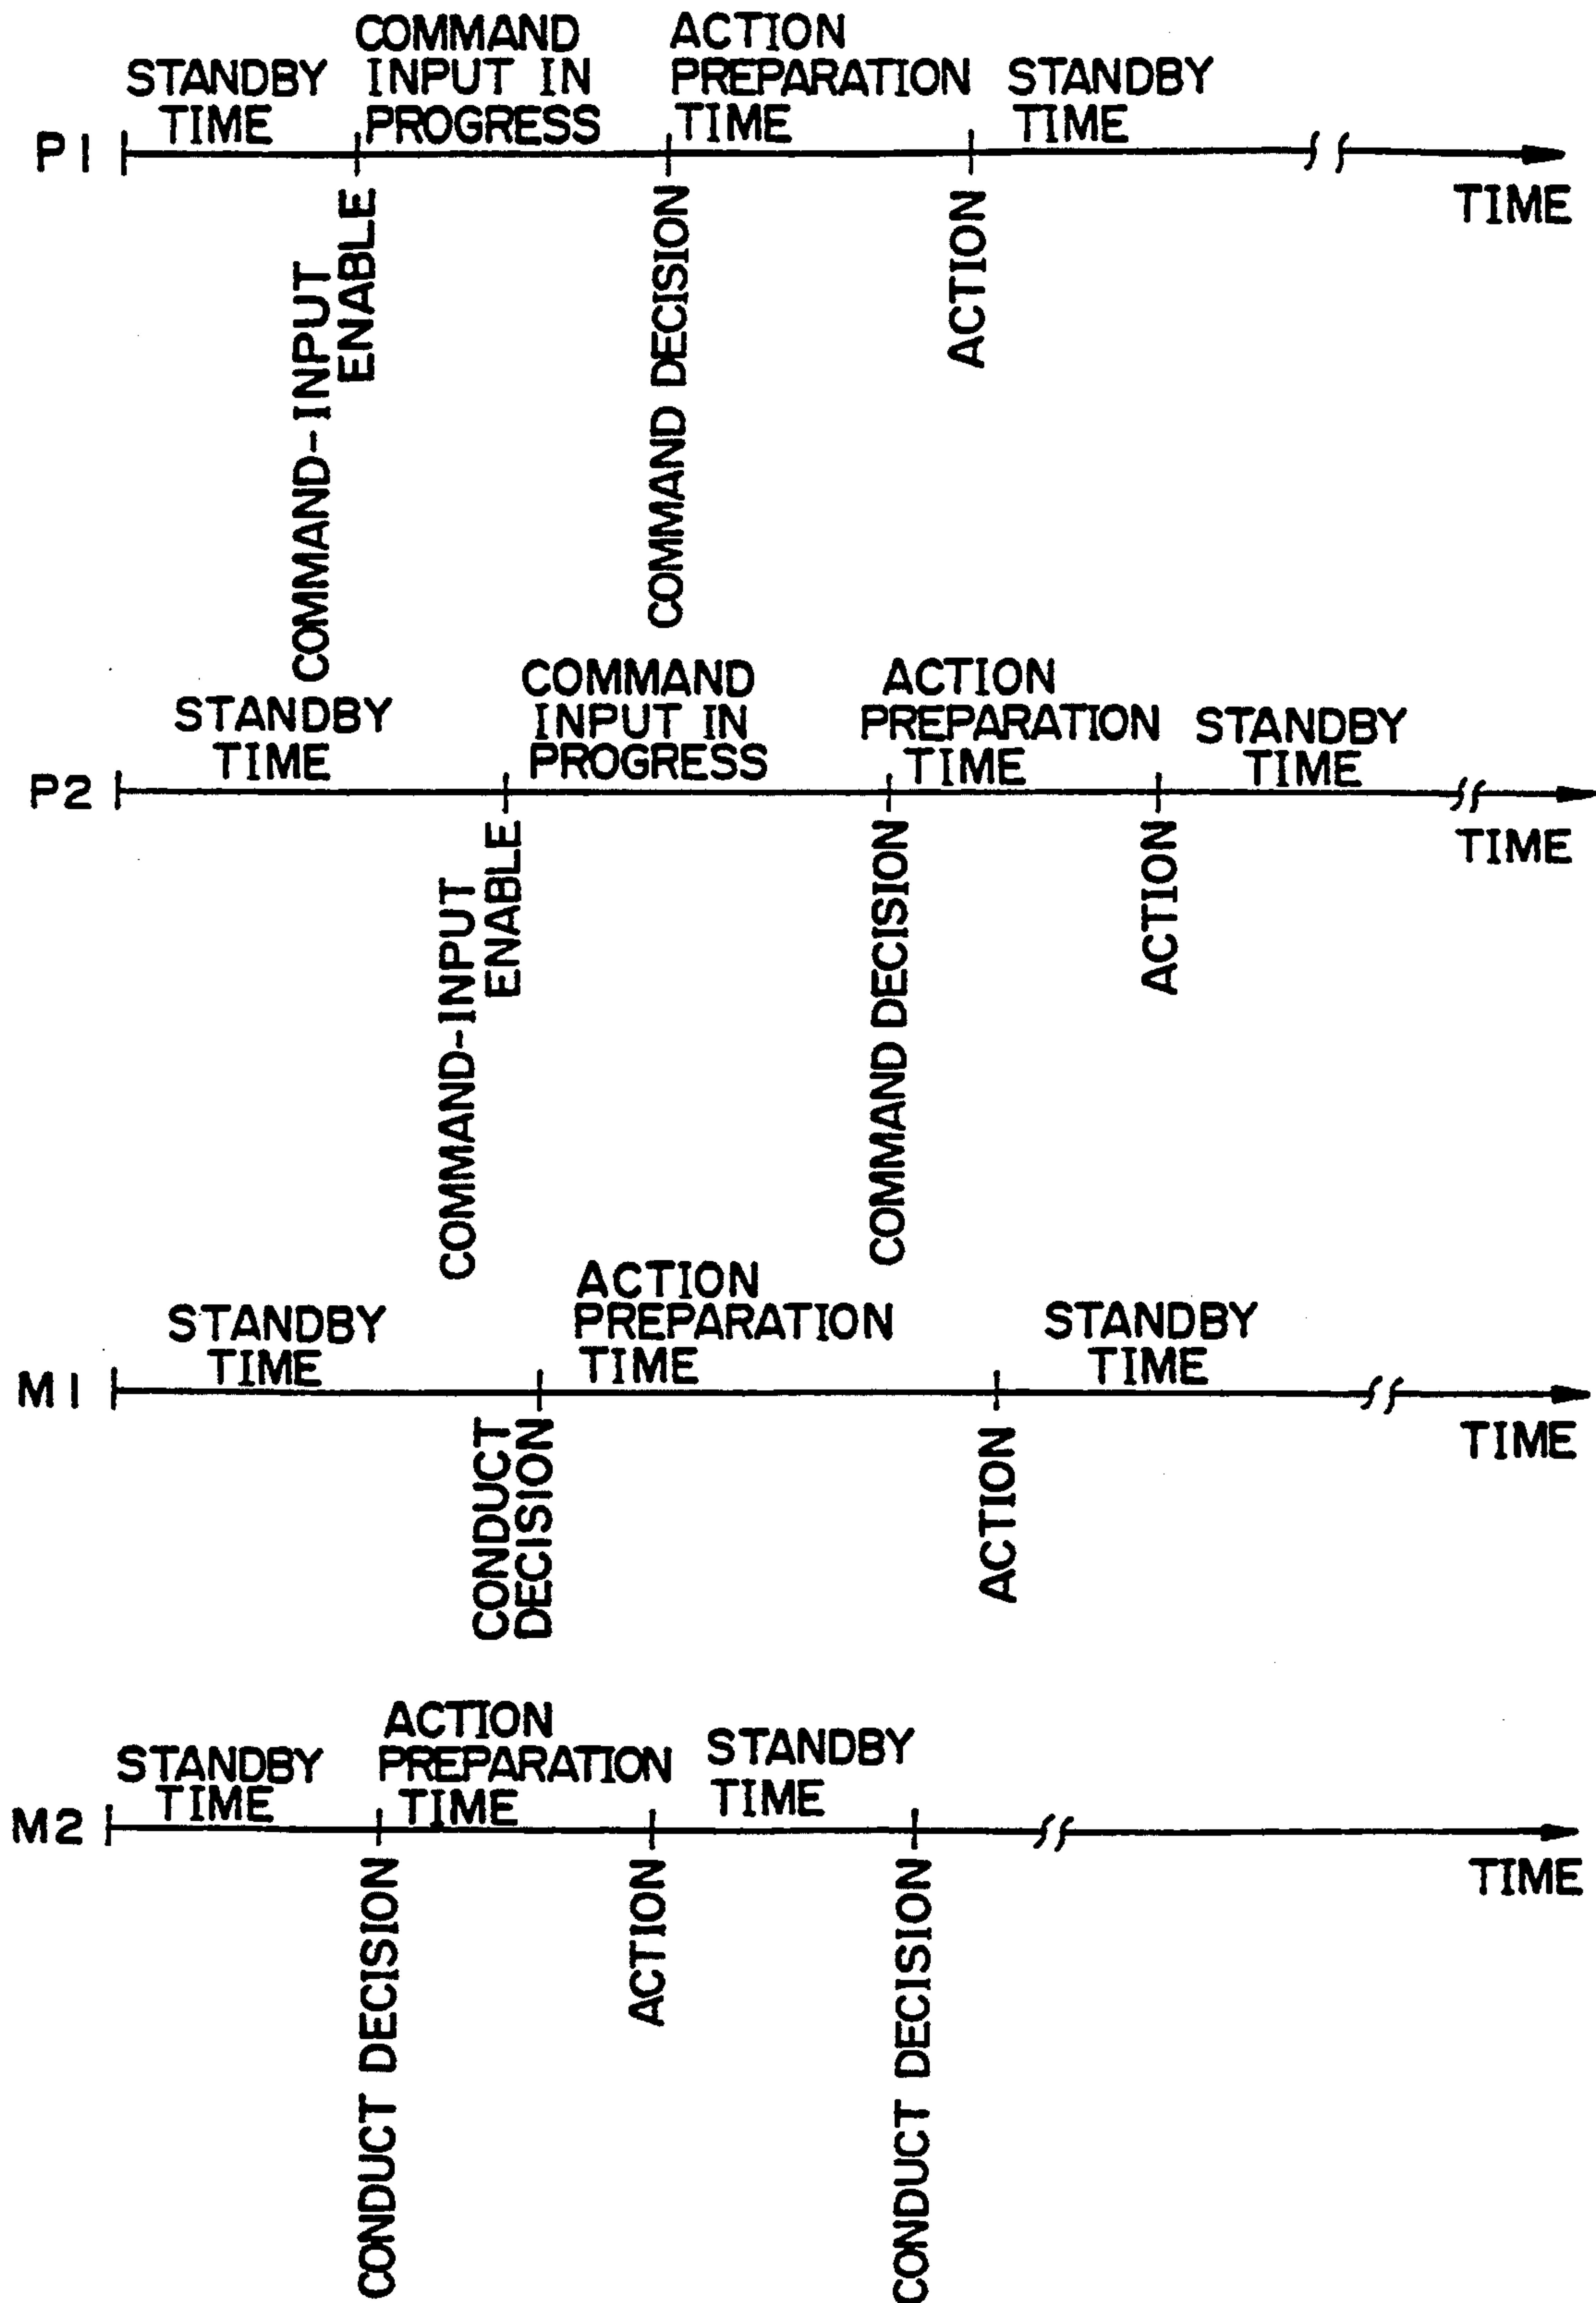 P1
STANDBY
TIME
COMMAND
INPUT IN
PROGRESS
ACTION
PREPARATION
TIME
STANDBY
TIME
TIME
COMMAND-INPUT
ENABLE
COMMAND DECISION
ACTION
P2
STANDBY
TIME
COMMAND
INPUT IN
PROGRESS
ACTION
PREPARATION
TIME
STANDBY
TIME
TIME
COMMAND-INPUT
ENABLE
COMMAND DECISION
ACTION
M1
STANDBY
TIME
ACTION
PREPARATION
TIME
STANDBY
TIME
TIME
CONDUCT
DECISION
ACTION
M2
STANDBY
TIME
ACTION
PREPARATION
TIME
STANDBY
TIME
TIME
CONDUCT DECISION
ACTION
CONDUCT DECISION